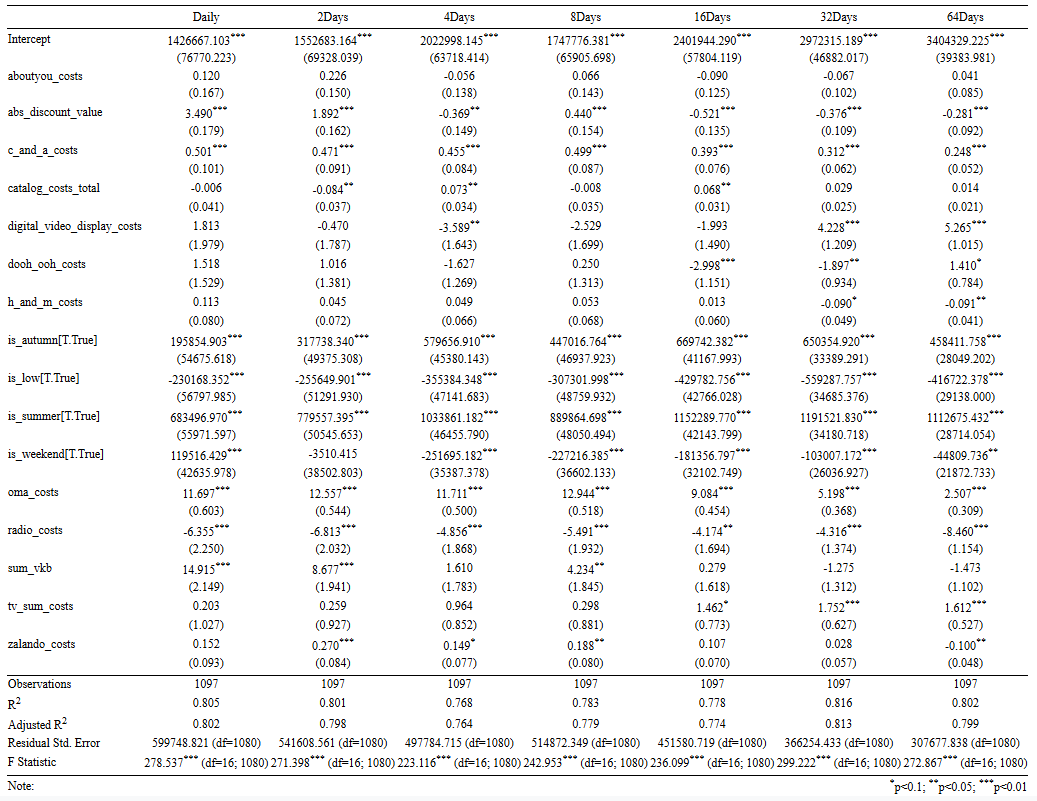 Daily 2Days 4Days 8Days 16Days 32Days 64Days
Intercept 1426667.103*** 1552683.164*** 2022998.145*** 1747776.381*** 2401944.290*** 2972315.189*** 3404329.225***
(76770.223) (69328.039) (63718.414) (65905.698) (57804.119) (46882.017) (39383.981)
aboutyou_costs 0.120 0.226 -0.056 0.066 -0.090 -0.067 0.041
(0.167) (0.150) (0.138) (0.143) (0.125) (0.102) (0.085)
abs_discount_value 3.490*** 1.892*** -0.369** 0.440*** -0.521*** -0.376*** -0.281***
(0.179) (0.162) (0.149) (0.154) (0.135) (0.109) (0.092)
c_and_a_costs 0.501*** 0.471*** 0.455*** 0.499*** 0.393*** 0.312*** 0.248***
(0.101) (0.091) (0.084) (0.087) (0.076) (0.062) (0.052)
catalog_costs_total -0.006 -0.084** 0.073** -0.008 0.068** 0.029 0.014
(0.041) (0.037) (0.034) (0.035) (0.031) (0.025) (0.021)
digital_video_display_costs 1.813 -0.470 -3.589** -2.529 -1.993 4.228*** 5.265***
(1.979) (1.787) (1.643) (1.699) (1.490) (1.209) (1.015)
dooh_ooh_costs 1.518 1.016 -1.627 0.250 -2.998*** -1.897** 1.410*
(1.529) (1.381) (1.269) (1.313) (1.151) (0.934) (0.784)
h_and_m_costs 0.113 0.045 0.049 0.053 0.013 -0.090* -0.091**
(0.080) (0.072) (0.066) (0.068) (0.060) (0.049) (0.041)
is_autumn[T.True] 195854.903*** 317738.340*** 579656.910*** 447016.764*** 669742.382*** 650354.920*** 458411.758***
(54675.618) (49375.308) (45380.143) (46937.923) (41167.993) (33389.291) (28049.202)
is_low[T.True] -230168.352*** -255649.901*** -355384.348*** -307301.998*** -429782.756*** -559287.757*** -416722.378***
(56797.985) (51291.930) (47141.683) (48759.932) (42766.028) (34685.376) (29138.000)
is_summer[T.True] 683496.970*** 779557.395*** 1033861.182*** 889864.698*** 1152289.770*** 1191521.830*** 1112675.432***
(55971.597) (50545.653) (46455.790) (48050.494) (42143.799) (34180.718) (28714.054)
is_weekend[T.True] 119516.429*** -3510.415 -251695.182*** -227216.385*** -181356.797*** -103007.172*** -44809.736**
(42635.978) (38502.803) (35387.378) (36602.133) (32102.749) (26036.927) (21872.733)
oma_costs 11.697*** 12.557*** 11.711*** 12.944*** 9.084*** 5.198*** 2.507***
(0.603) (0.544) (0.500) (0.518) (0.454) (0.368) (0.309)
radio_costs -6.355*** -6.813*** -4.856*** -5.491*** -4.174** -4.316*** -8.460***
(2.250) (2.032) (1.868) (1.932) (1.694) (1.374) (1.154)
sum_vkb 14.915*** 8.677*** 1.610 4.234** 0.279 -1.275 -1.473
(2.149) (1.941) (1.783) (1.845) (1.618) (1.312) (1.102)
tv_sum_costs 0.203 0.259 0.964 0.298 1.462* 1.752*** 1.612***
(1.027) (0.927) (0.852) (0.881) (0.773) (0.627) (0.527)
zalando_costs 0.152 0.270*** 0.149* 0.188** 0.107 0.028 -0.100**
(0.093) (0.084) (0.077) (0.080) (0.070) (0.057) (0.048)
Observations 1097 1097 1097 1097 1097 1097 1097
R2 0.805 0.801 0.768 0.783 0.778 0.816 0.802
Adjusted R2 0.802 0.798 0.764 0.779 0.774 0.813 0.799
Residual Std. Error 599748.821 (df=1080) 541608.561 (df=1080) 497784.715 (df=1080) 514872.349 (df=1080) 451580.719 (df=1080) 366254.433 (df=1080) 307677.838 (df=1080)
F Statistic 278.537*** (df=16; 1080) 271.398*** (df=16; 1080) 223.116*** (df=16; 1080) 242.953*** (df=16; 1080) 236.099*** (df=16; 1080) 299.222*** (df=16; 1080) 272.867*** (df=16; 1080)
Note: *p<0.1; **p<0.05; ***p<0.01